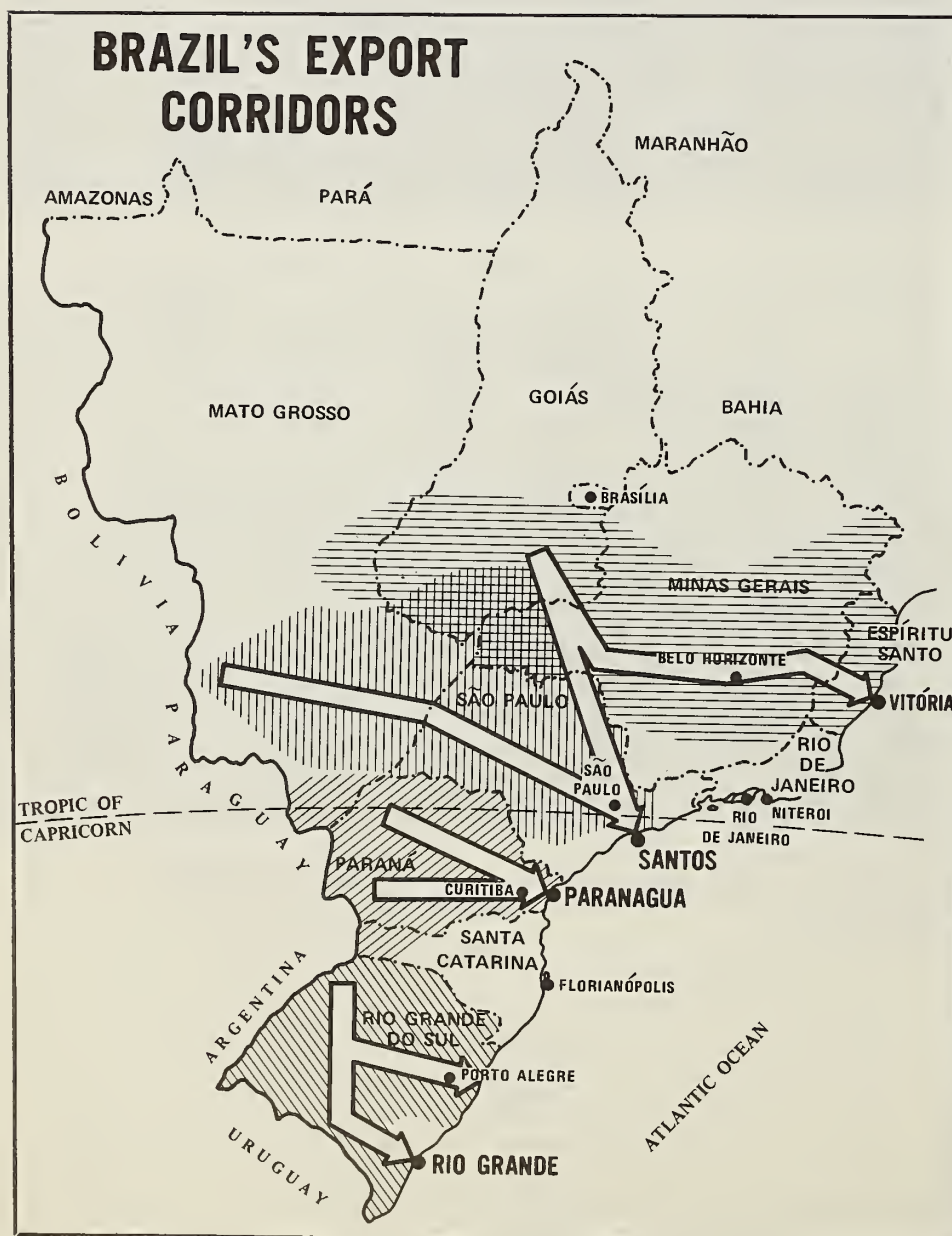 BRAZIL'S EXPORT
CORRIDORS
MARANHÃO
AMAZONAS
PARÁ
MATO GROSSO
GOIÁS
BAHIA
BRASÍLIA
BOLIVIA
MINAS GERAIS
ESPÍRITU
SANTO
BELO HORIZONTE
SÃO PAULO
VITÓRIA
PARAGUAY
RIO
DE
JANEIRO
SÃO
PAULO
TROPIC OF
CAPRICORN
RIO
DE JANEIRO
NITEROI
SANTOS
PARANÁ
CURITIBA
PARANAGUA
SANTA
CATARINA
FLORIANÓPOLIS
ARGENTINA
RIO GRANDE
DO SUL
PORTO ALEGRE
ATLANTIC OCEAN
URUGUAY
RIO GRANDE